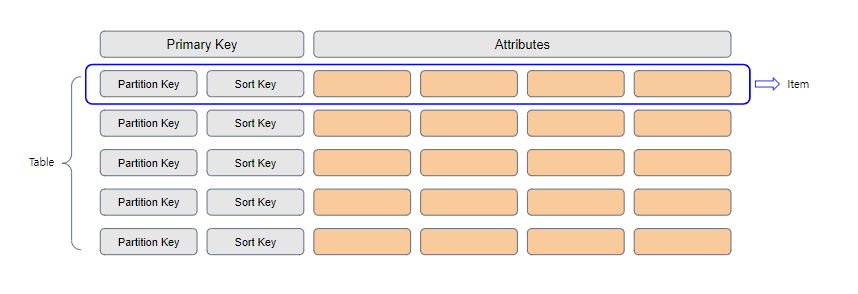 Primary Key
Attributes
Partition Key
Sort Key
Item
Partition Key
Sort Key
Table
Partition Key
Sort Key
Partition Key
Sort Key
Partition Key
Sort Key